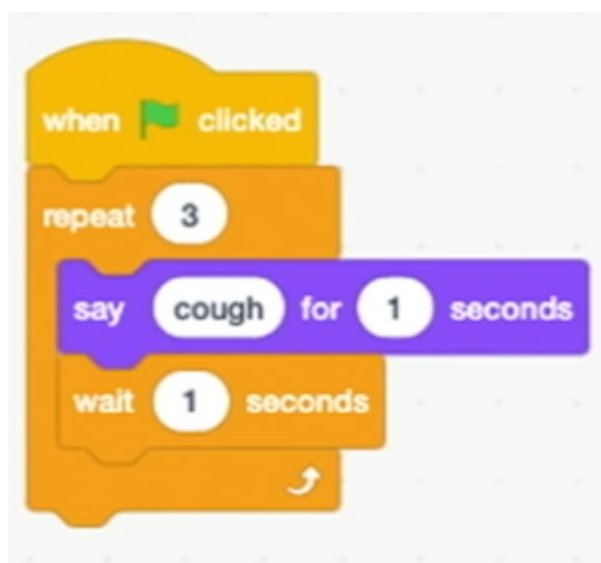 when clicked
repeat 3
say cough for 1 seconds
wait 1 seconds